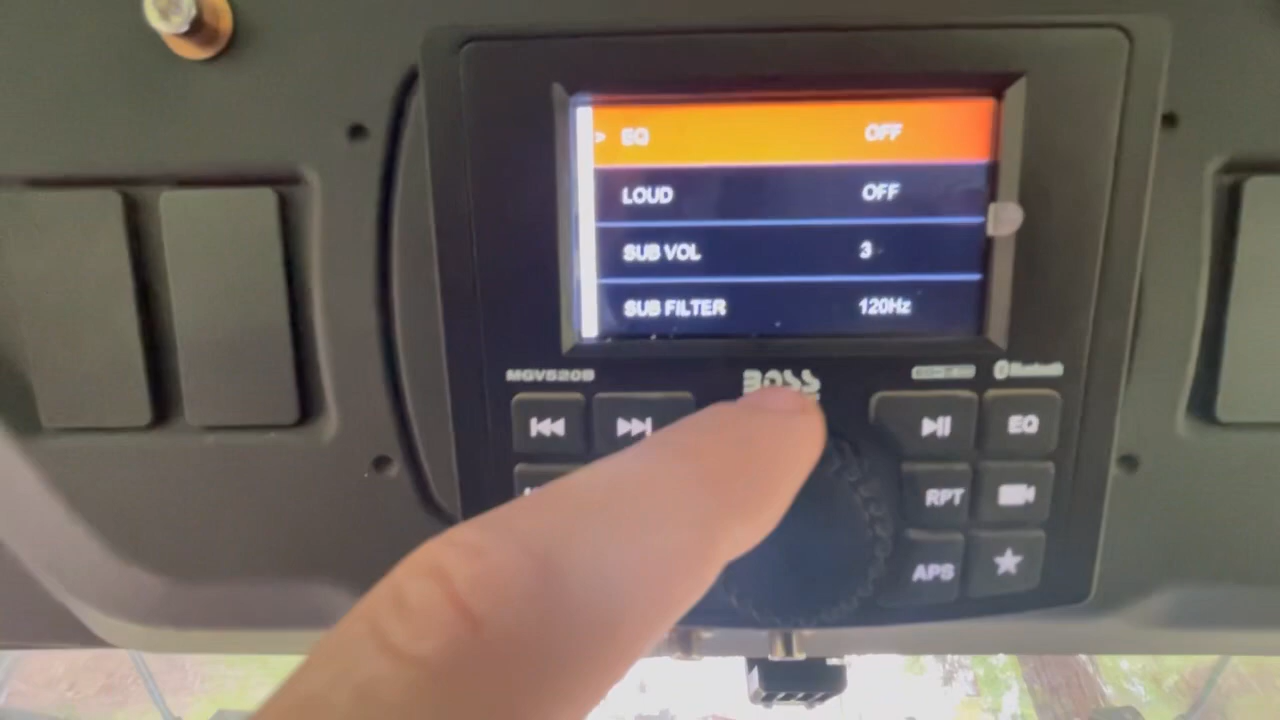 > EQ OFF
LOUD OFF
SUB VOL 3
SUB FILTER 120Hz
MGV520B BOSS Bluetooth
EQ
RPT
APS